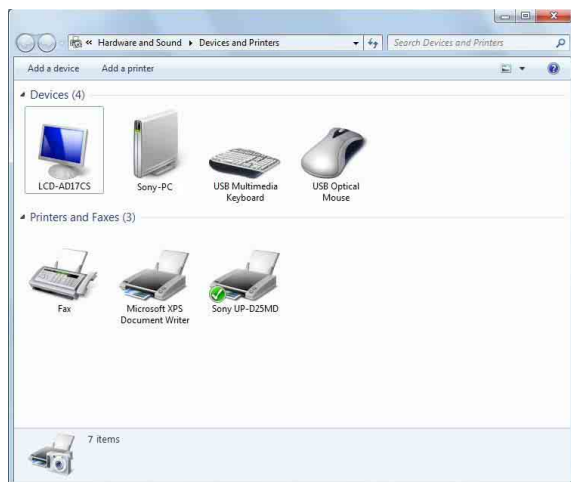 « Hardware and Sound ▸ Devices and Printers
Search Devices and Printers
Add a device Add a printer
Devices (4)
LCD-AD17CS
Sony-PC
USB Multimedia
Keyboard
USB Optical
Mouse
Printers and Faxes (3)
Fax
Microsoft XPS
Document Writer
Sony UP-D25MD
7 items